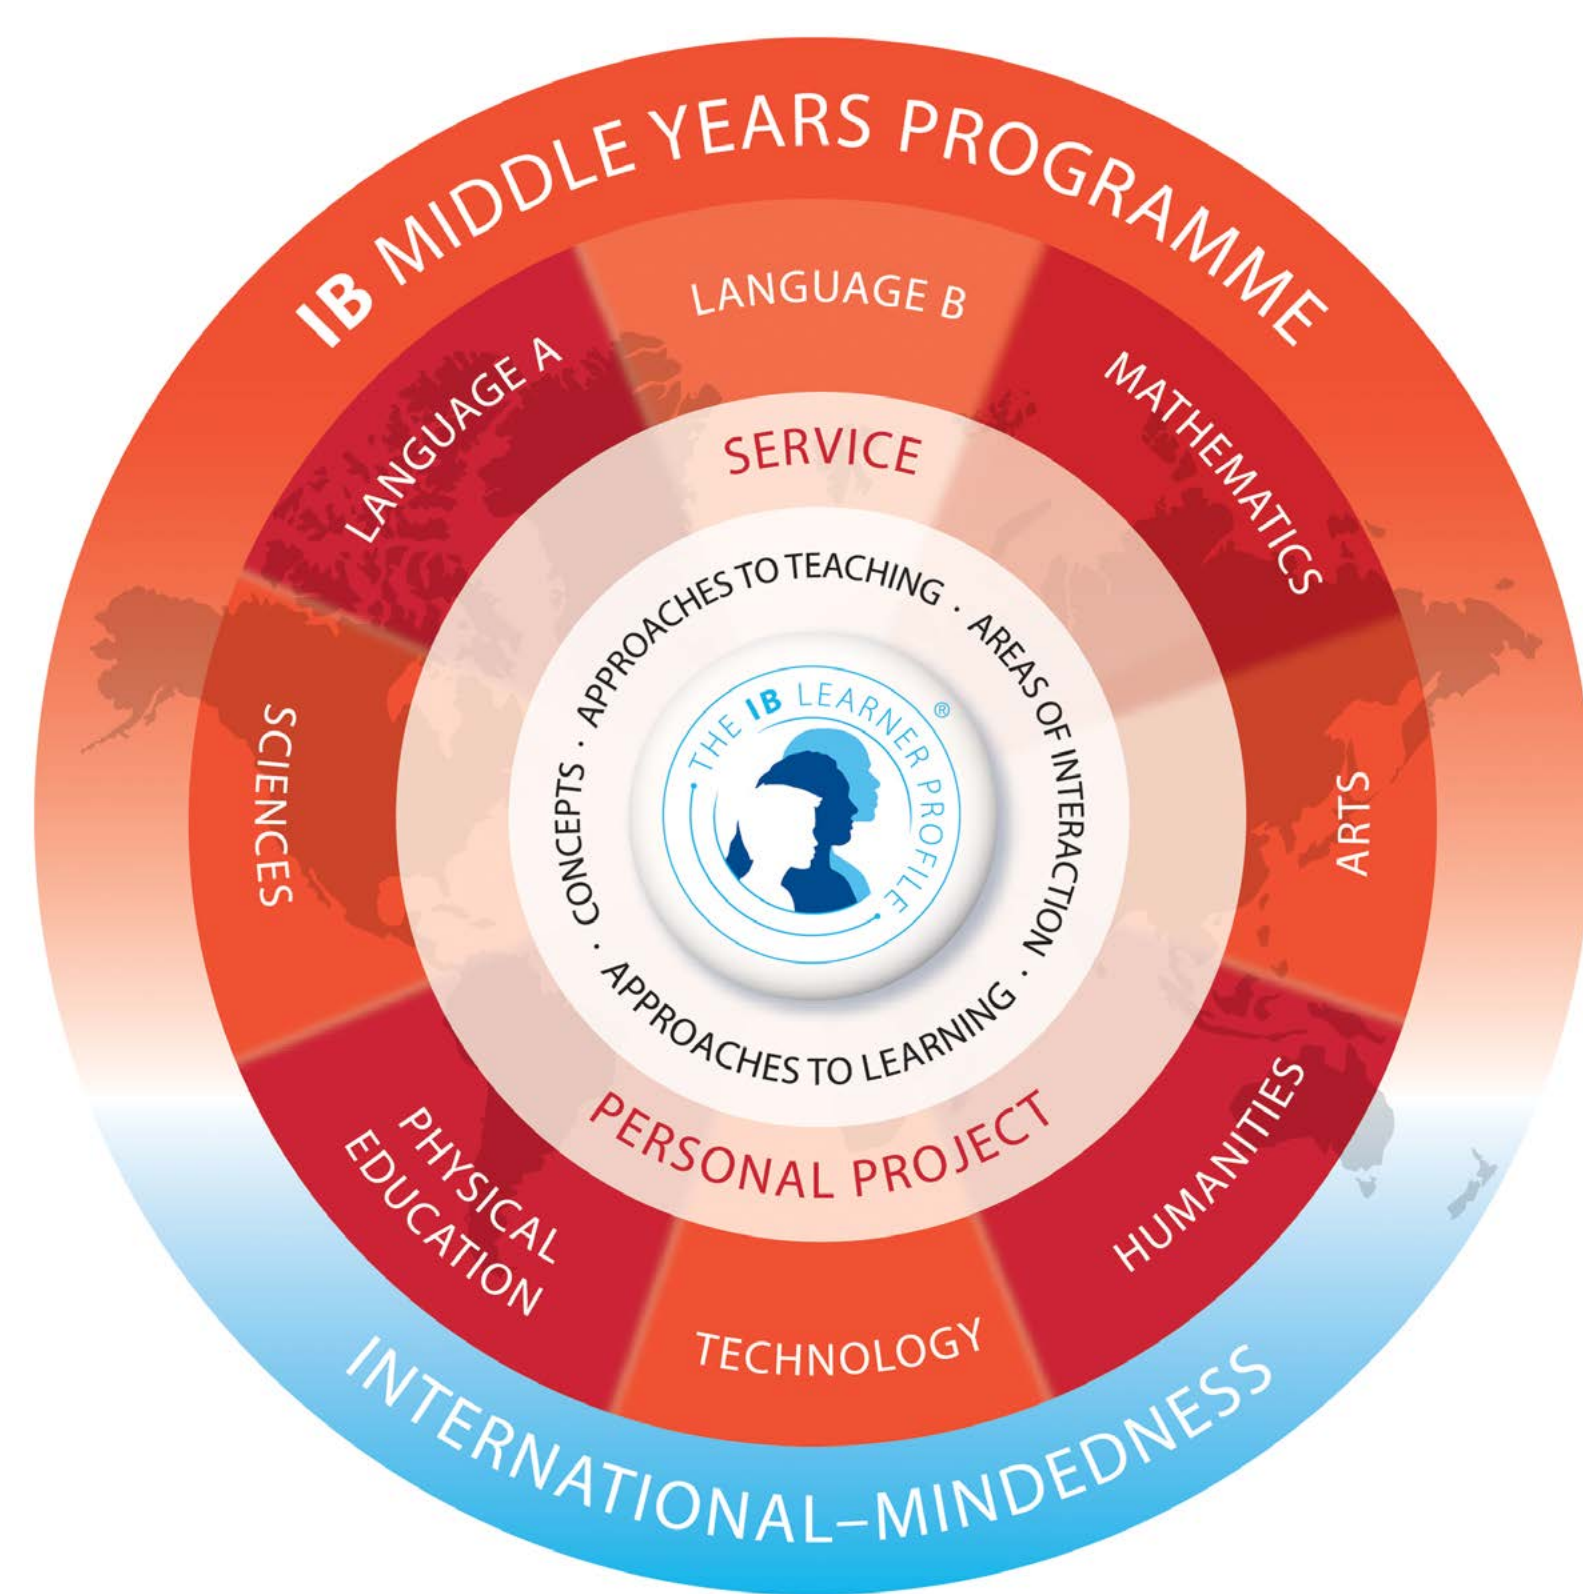 IB MIDDLE YEARS PROGRAMME
LANGUAGE B
LANGUAGE A
MATHEMATICS
SCIENCES
ARTS
PHYSICAL
EDUCATION
HUMANITIES
TECHNOLOGY
SERVICE
PERSONAL PROJECT
APPROACHES TO TEACHING · AREAS OF INTERACTION · APPROACHES TO LEARNING · CONCEPTS ·
THE IB LEARNER PROFILE ®
INTERNATIONAL–MINDEDNESS